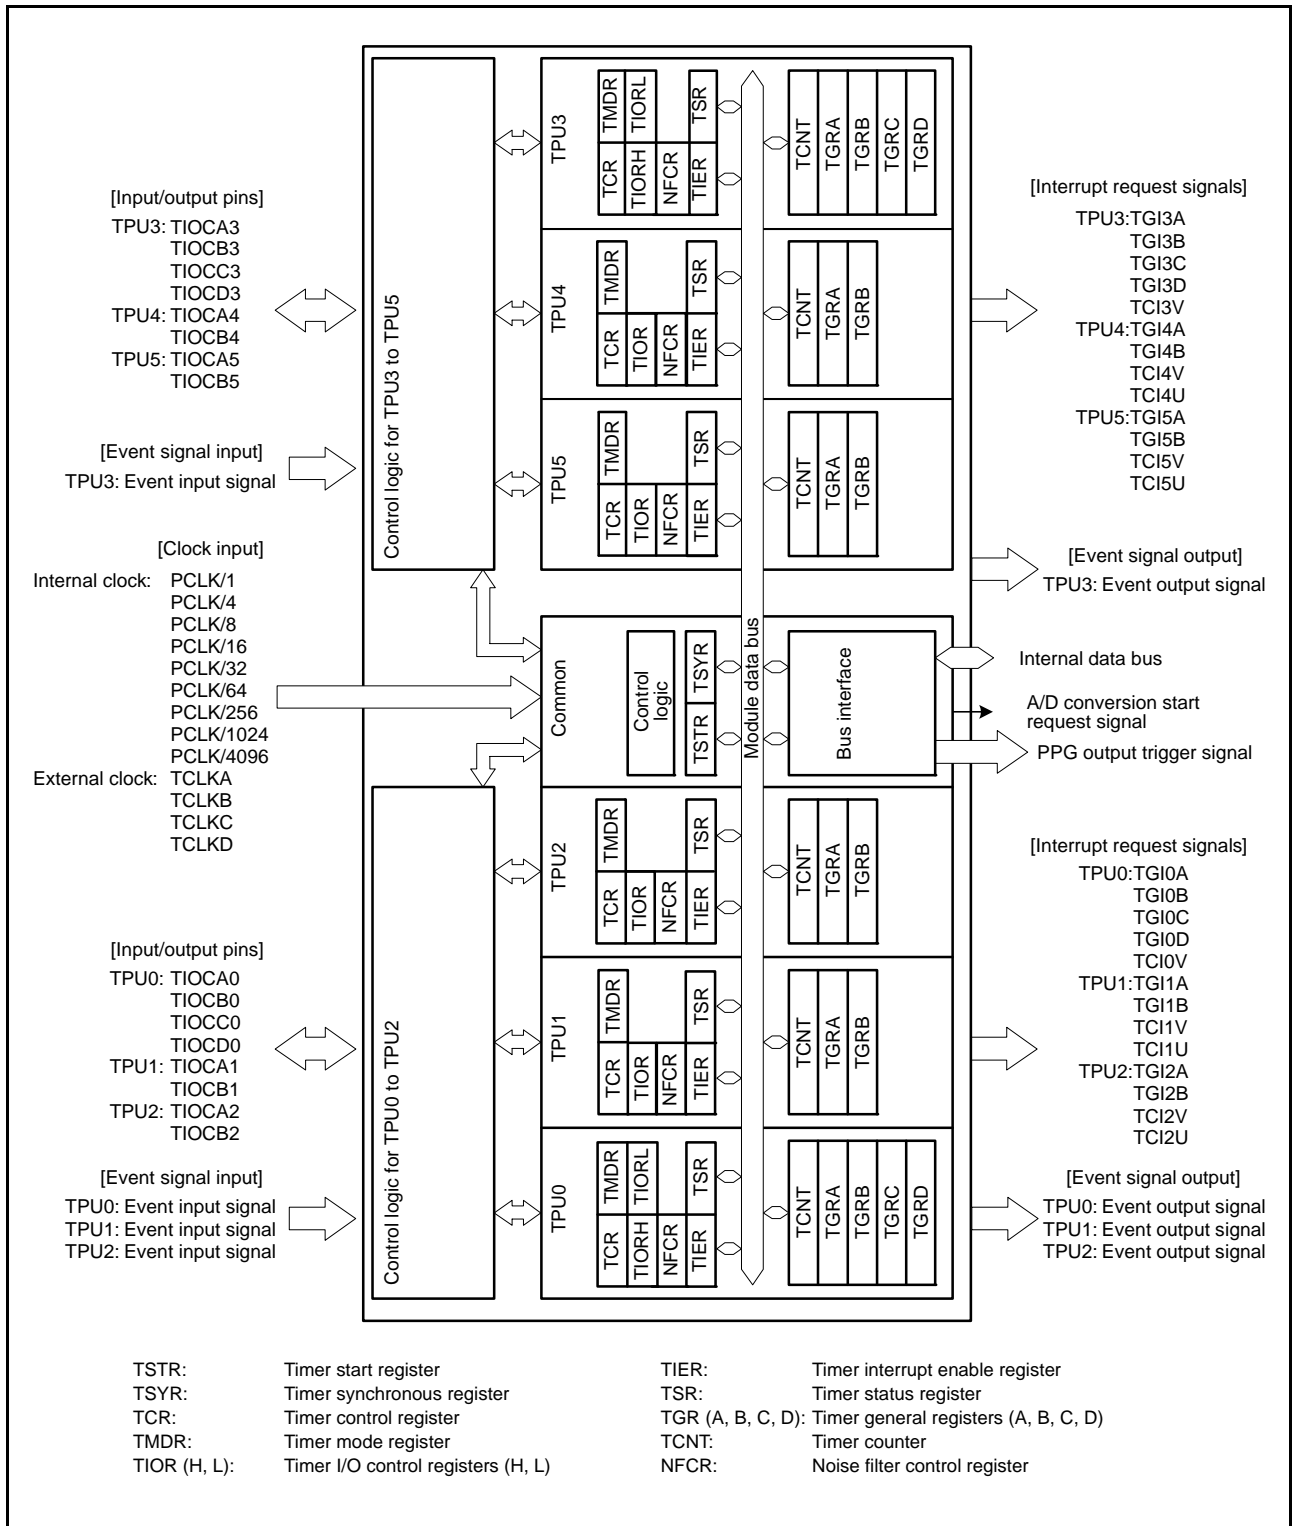 [Input/output pins]
TPU3: TIOCA3
TIOCB3
TIOCC3
TIOCD3
TPU4: TIOCA4
TIOCB4
TPU5: TIOCA5
TIOCB5
[Event signal input]
TPU3: Event input signal
[Clock input]
Internal clock: PCLK/1
PCLK/4
PCLK/8
PCLK/16
PCLK/32
PCLK/64
PCLK/256
PCLK/1024
PCLK/4096
External clock: TCLKA
TCLKB
TCLKC
TCLKD
[Input/output pins]
TPU0: TIOCA0
TIOCB0
TIOCC0
TIOCD0
TPU1: TIOCA1
TIOCB1
TPU2: TIOCA2
TIOCB2
[Event signal input]
TPU0: Event input signal
TPU1: Event input signal
TPU2: Event input signal
Control logic for TPU3 to TPU5
Control logic for TPU0 to TPU2
TPU3
TMDR TIORL TSR
TCR TIORH NFCR TIER
TCNT TGRA TGRB TGRC TGRD
TPU4
TMDR TSR
TCR TIOR NFCR TIER
TCNT TGRA TGRB
TPU5
TMDR TSR
TCR TIOR NFCR TIER
TCNT TGRA TGRB
Common
Control
logic
TSTR TSYR
Module data bus
Bus interface
TPU2
TMDR TSR
TCR TIOR NFCR TIER
TCNT TGRA TGRB
TPU1
TMDR TSR
TCR TIOR NFCR TIER
TCNT TGRA TGRB
TPU0
TMDR TIORL TSR
TCR TIORH NFCR TIER
TCNT TGRA TGRB TGRC TGRD
[Interrupt request signals]
TPU3:TGI3A
TGI3B
TGI3C
TGI3D
TCI3V
TPU4:TGI4A
TGI4B
TCI4V
TCI4U
TPU5:TGI5A
TGI5B
TCI5V
TCI5U
[Event signal output]
TPU3: Event output signal
Internal data bus
A/D conversion start
request signal
PPG output trigger signal
[Interrupt request signals]
TPU0:TGI0A
TGI0B
TGI0C
TGI0D
TCI0V
TPU1:TGI1A
TGI1B
TCI1V
TCI1U
TPU2:TGI2A
TGI2B
TCI2V
TCI2U
[Event signal output]
TPU0: Event output signal
TPU1: Event output signal
TPU2: Event output signal
TSTR: Timer start register
TSYR: Timer synchronous register
TCR: Timer control register
TMDR: Timer mode register
TIOR (H, L): Timer I/O control registers (H, L)
TIER: Timer interrupt enable register
TSR: Timer status register
TGR (A, B, C, D): Timer general registers (A, B, C, D)
TCNT: Timer counter
NFCR: Noise filter control register